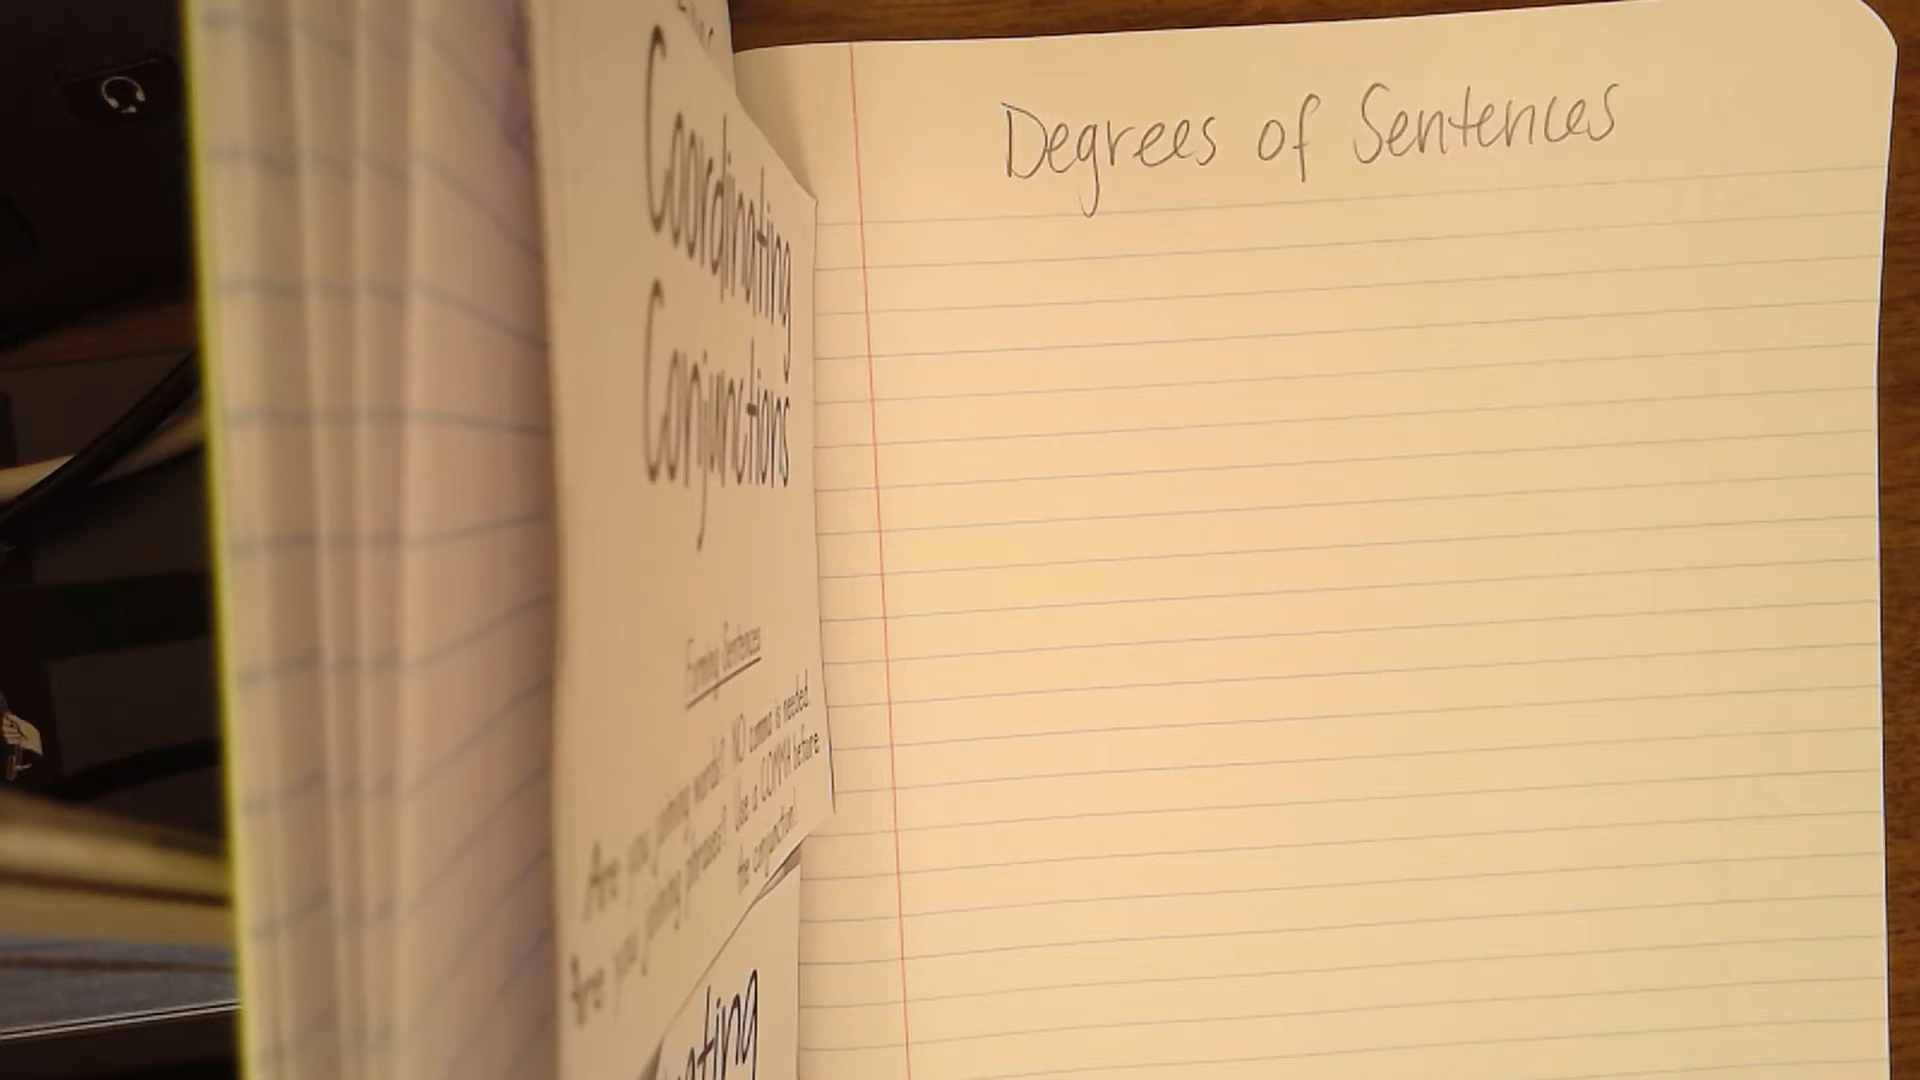 Coordinating
Conjunctions
Forming Sentences
Are you joining words? NO comma is needed.
Are you joining phrases? Use a COMMA before
the conjunction!
Degrees of Sentences